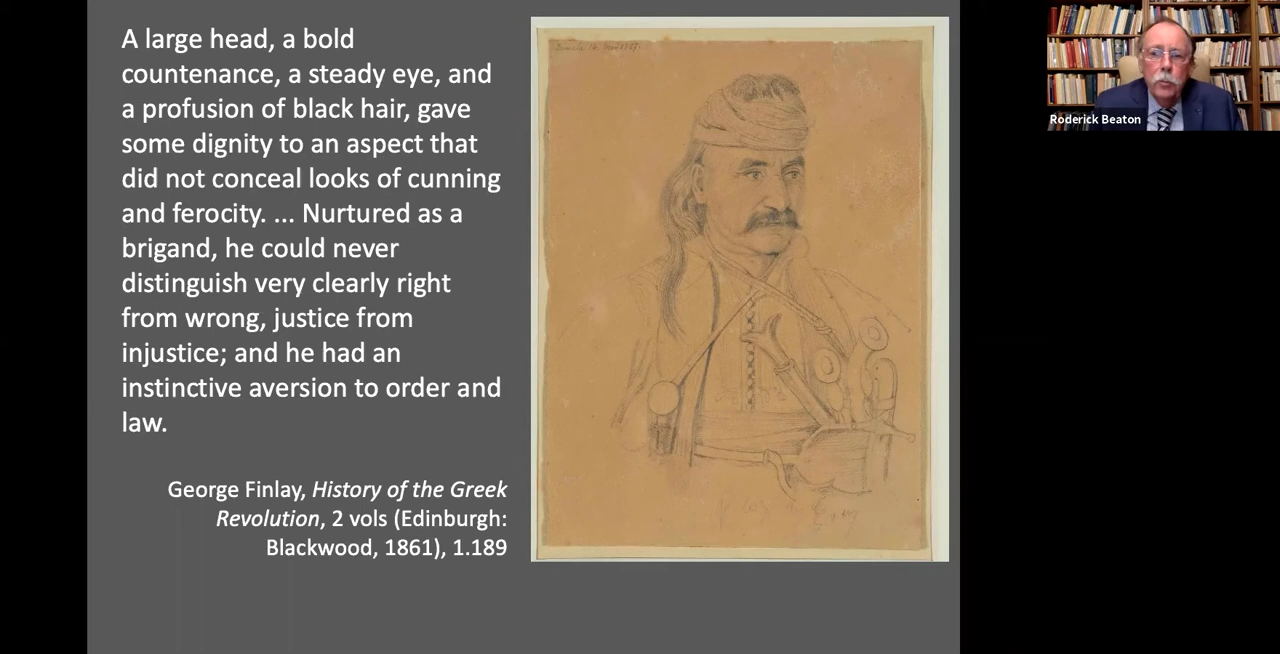 A large head, a bold
countenance, a steady eye, and
a profusion of black hair, gave
some dignity to an aspect that
did not conceal looks of cunning
and ferocity. ... Nurtured as a
brigand, he could never
distinguish very clearly right
from wrong, justice from
injustice; and he had an
instinctive aversion to order and
law.
George Finlay, History of the Greek
Revolution, 2 vols (Edinburgh:
Blackwood, 1861), 1.189
Roderick Beaton